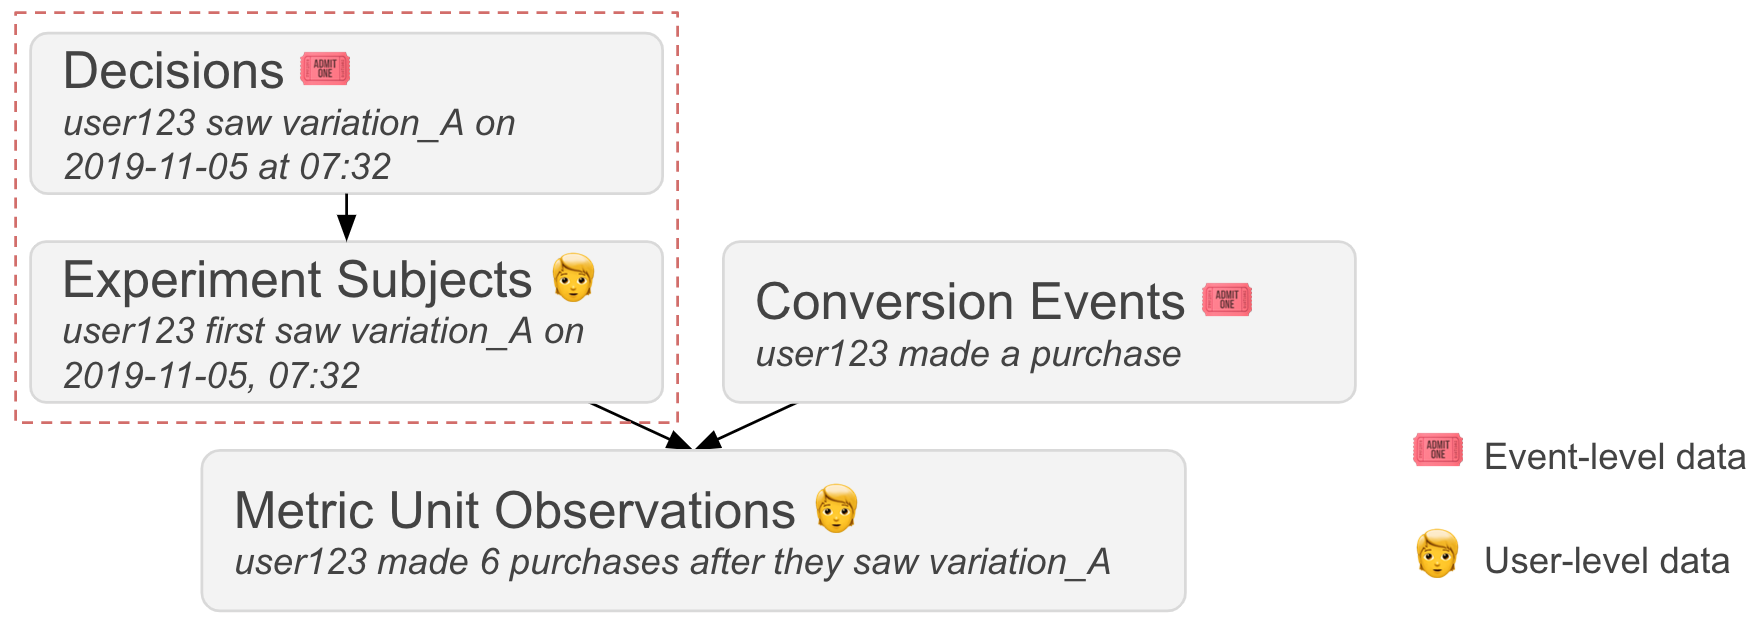 Decisions
ADMIT
ONE
user123 saw variation_A on
2019-11-05 at 07:32
Experiment Subjects
user123 first saw variation_A on
2019-11-05, 07:32
Conversion Events
ADMIT
ONE
user123 made a purchase
Metric Unit Observations
user123 made 6 purchases after they saw variation_A
ADMIT
ONE
Event-level data
User-level data